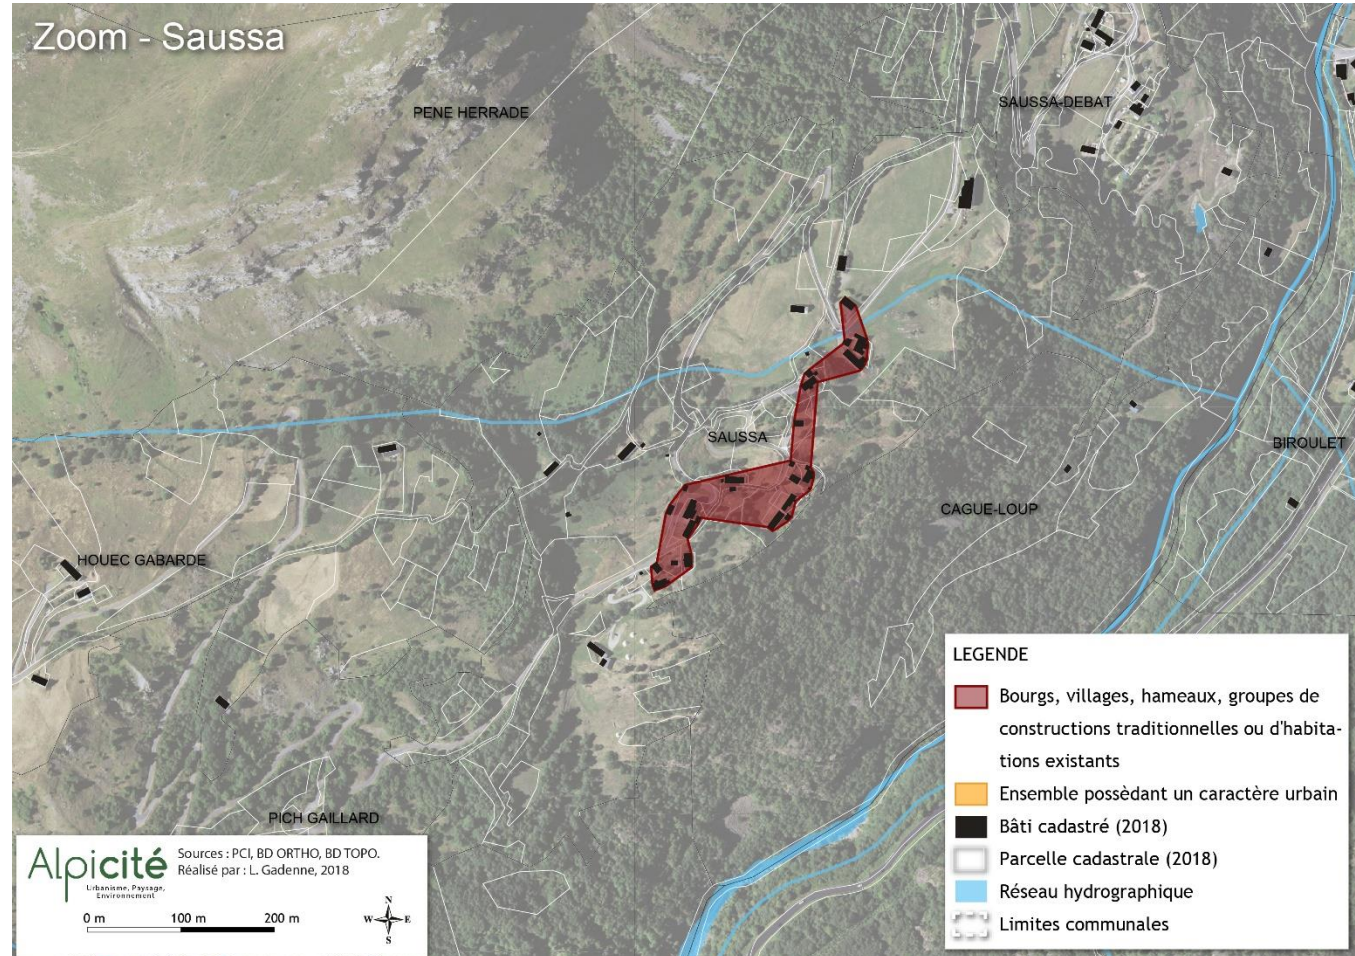 Zoom - Saussa
PENE HERRADE
SAUSSA-DEBAT
SAUSSA
BIROULET
CAGUE-LOUP
HOUEC GABARDE
PICH GAILLARD
LEGENDE
Bourgs, villages, hameaux, groupes de
constructions traditionnelles ou d'habita-
tions existants
Ensemble possèdant un caractère urbain
Bâti cadastré (2018)
Parcelle cadastrale (2018)
Réseau hydrographique
Limites communales
Alpicité
Urbanisme, Paysage,
Environnement
Sources : PCI, BD ORTHO, BD TOPO.
Réalisé par : L. Gadenne, 2018
0 m 100 m 200 m
N
W E
S